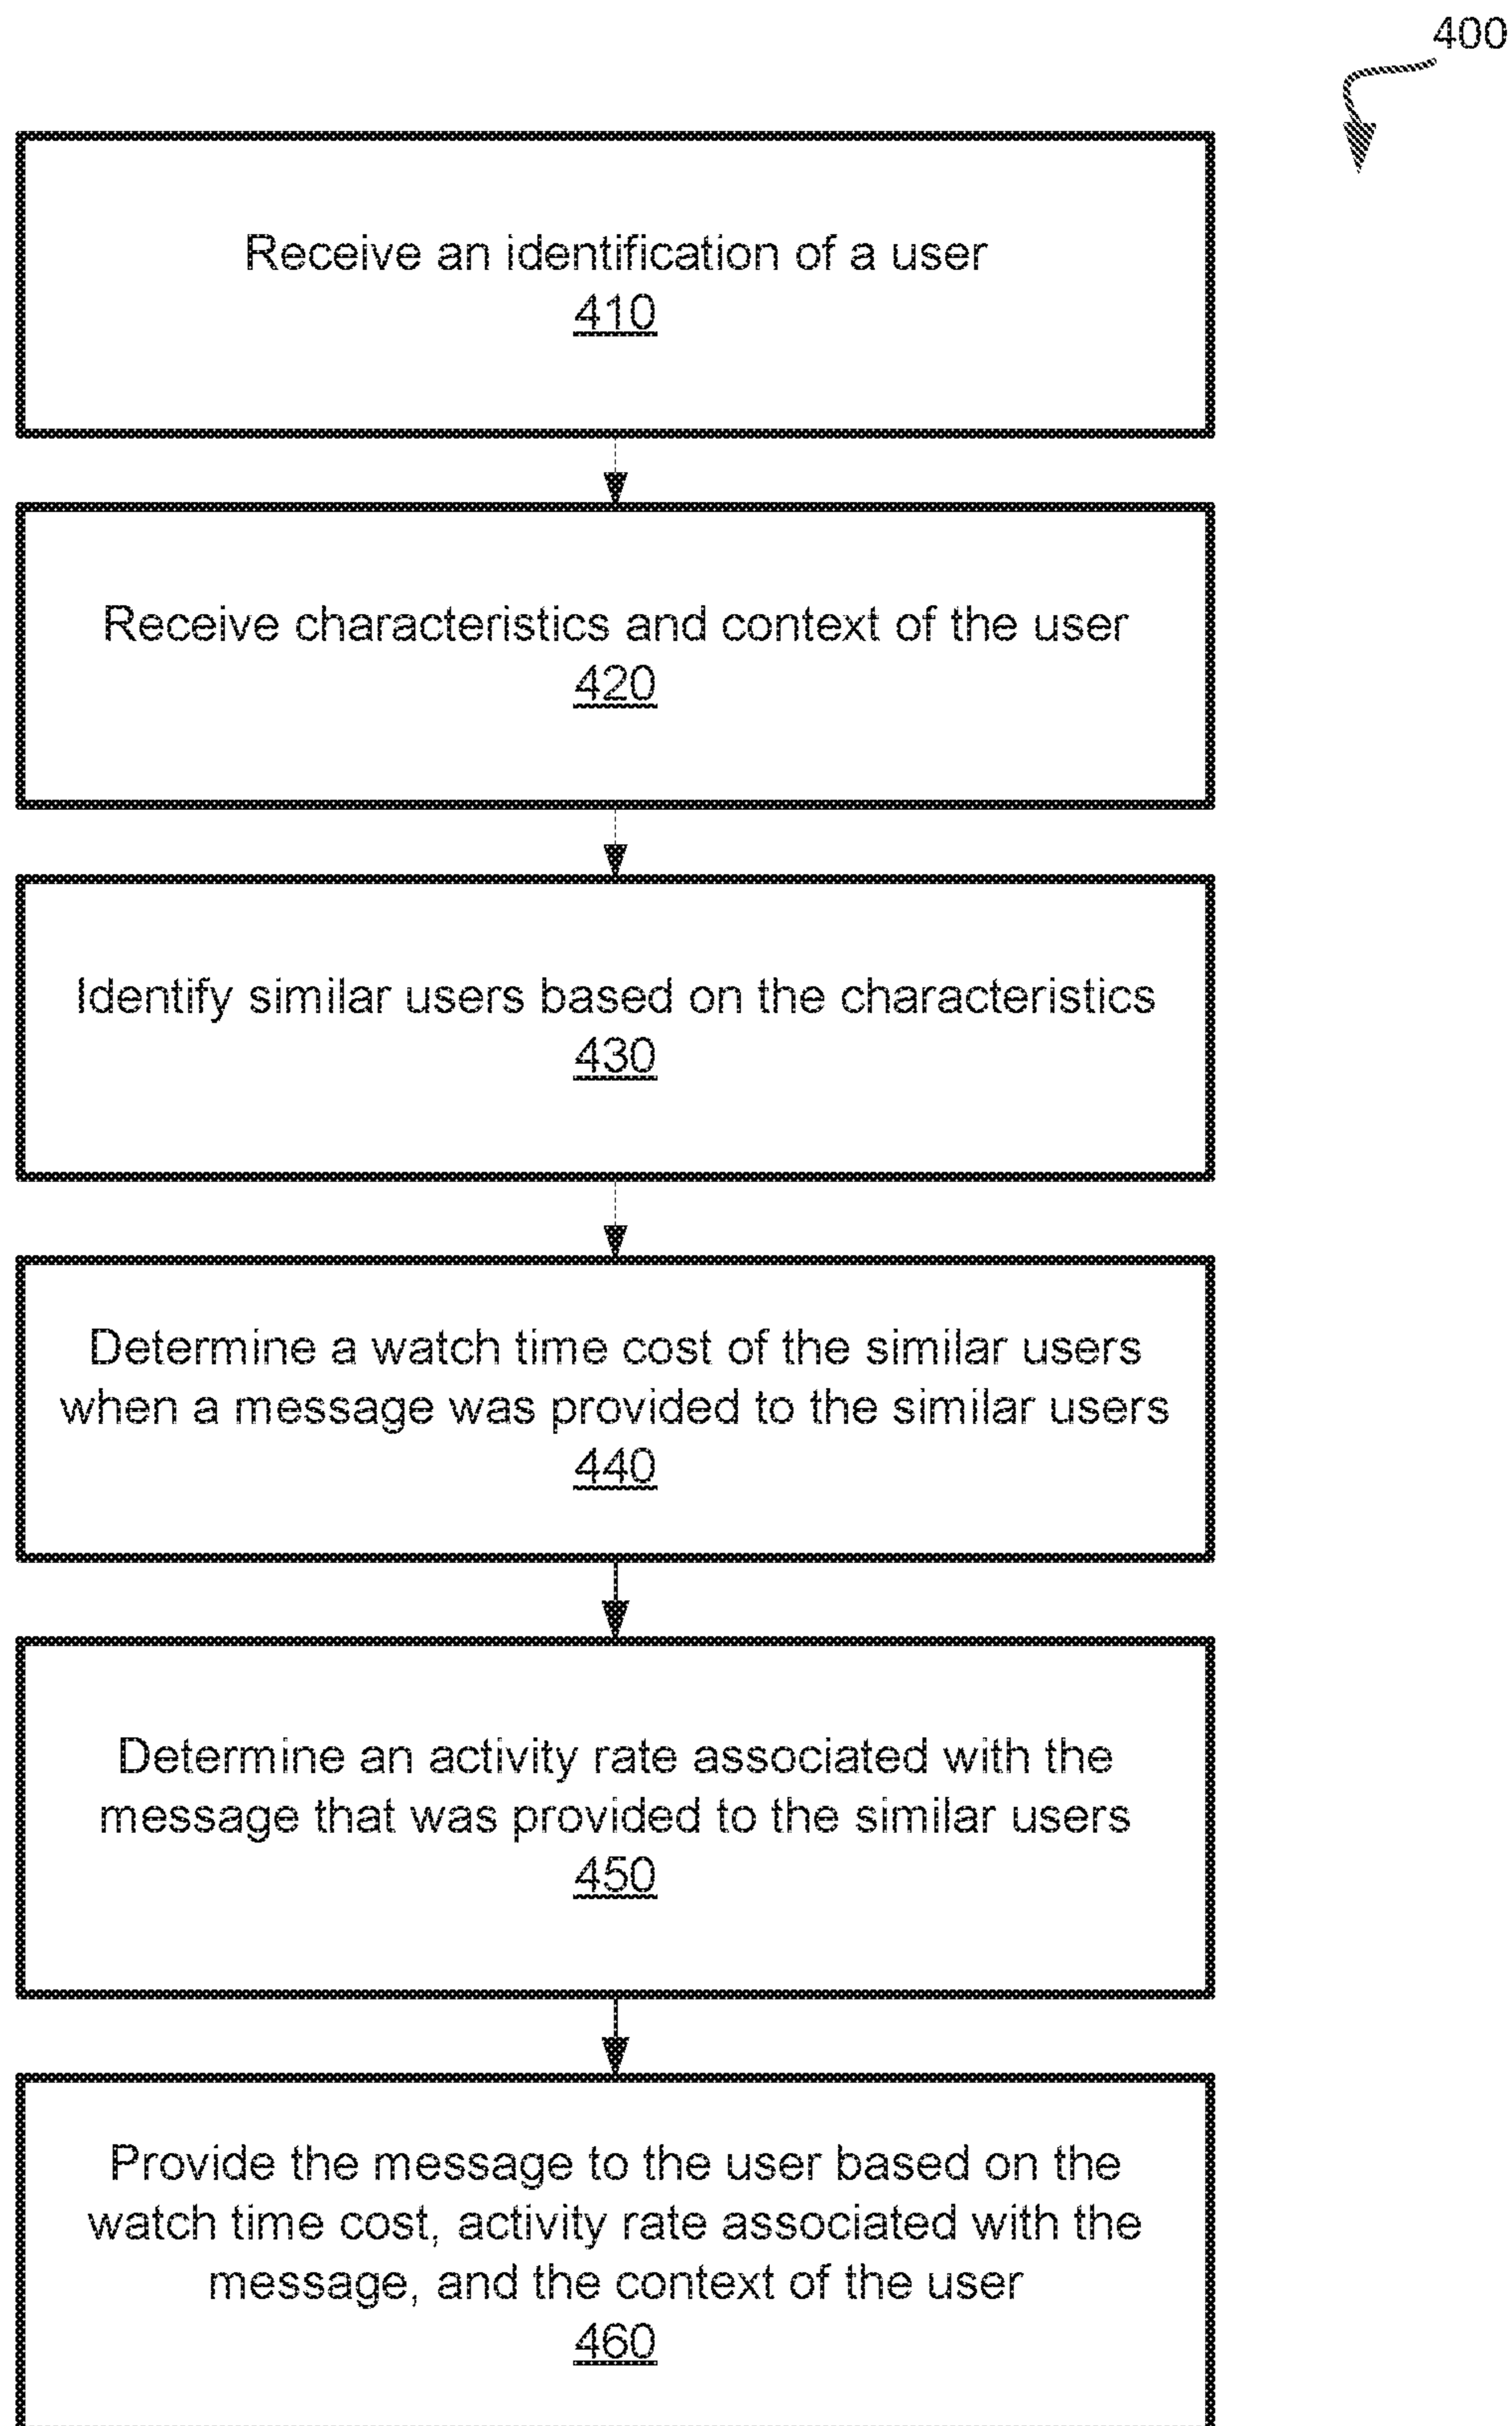 400
Receive an identification of a user
410
Receive characteristics and context of the user
420
Identify similar users based on the characteristics
430
Determine a watch time cost of the similar users
when a message was provided to the similar users
440
Determine an activity rate associated with the
message that was provided to the similar users
450
Provide the message to the user based on the
watch time cost, activity rate associated with the
message, and the context of the user
460